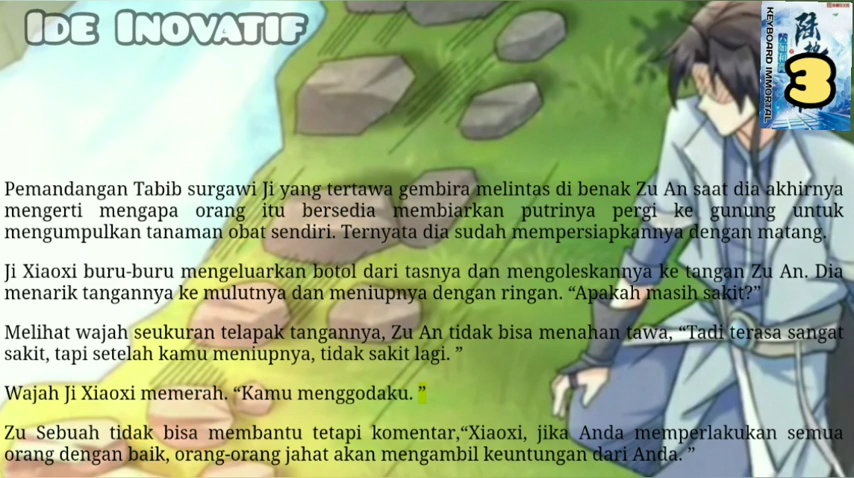 IDE INOVATIF
KEYBOARD IMMORTAL
3
Pemandangan Tabib surgawi Ji yang tertawa gembira melintas di benak Zu An saat dia akhirnya
mengerti mengapa orang itu bersedia membiarkan putrinya pergi ke gunung untuk
mengumpulkan tanaman obat sendiri. Ternyata dia sudah mempersiapkannya dengan matang.
Ji Xiaoxi buru-buru mengeluarkan botol dari tasnya dan mengoleskannya ke tangan Zu An. Dia
menarik tangannya ke mulutnya dan meniupnya dengan ringan. “Apakah masih sakit?”
Melihat wajah seukuran telapak tangannya, Zu An tidak bisa menahan tawa, “Tadi terasa sangat
sakit, tapi setelah kamu meniupnya, tidak sakit lagi. ”
Wajah Ji Xiaoxi memerah. “Kamu menggodaku. ”
Zu Sebuah tidak bisa membantu tetapi komentar,“Xiaoxi, jika Anda memperlakukan semua
orang dengan baik, orang-orang jahat akan mengambil keuntungan dari Anda. ”